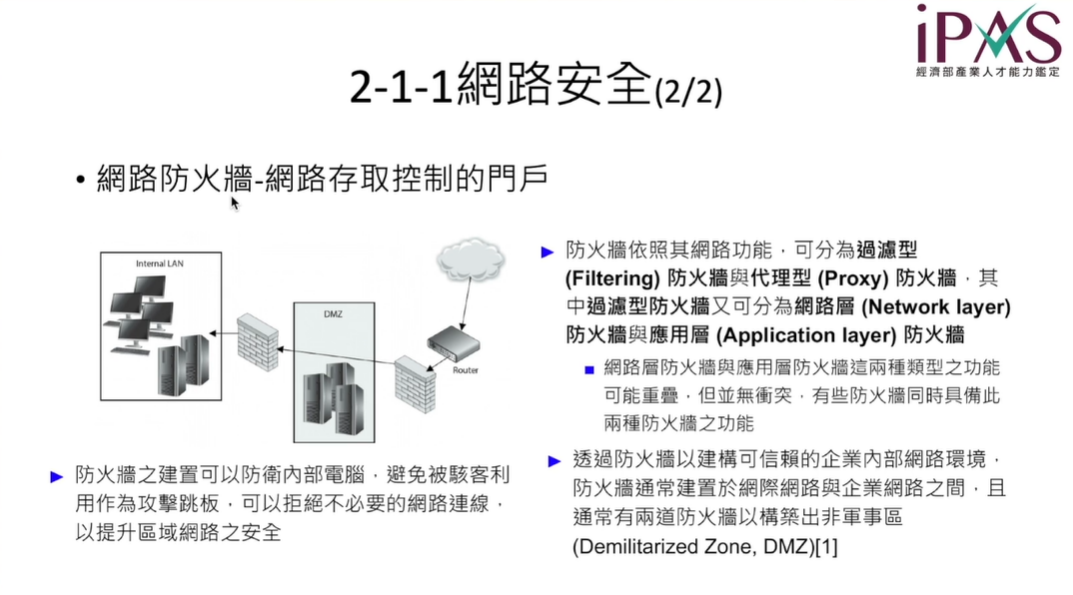 iPAS
經濟部產業人才能力鑑定
2-1-1網路安全(2/2)
• 網路防火牆-網路存取控制的門戶
Internal LAN
DMZ
Router
防火牆之建置可以防衛內部電腦，避免被駭客利
用作為攻擊跳板，可以拒絕不必要的網路連線，
以提升區域網路之安全
防火牆依照其網路功能，可分為過濾型
(Filtering) 防火牆與代理型 (Proxy) 防火牆，其
中過濾型防火牆又可分為網路層 (Network layer)
防火牆與應用層 (Application layer) 防火牆
網路層防火牆與應用層防火牆這兩種類型之功能
可能重疊，但並無衝突，有些防火牆同時具備此
兩種防火牆之功能
透過防火牆以建構可信賴的企業內部網路環境，
防火牆通常建置於網際網路與企業網路之間，且
通常有兩道防火牆以構築出非軍事區
(Demilitarized Zone, DMZ)[1]